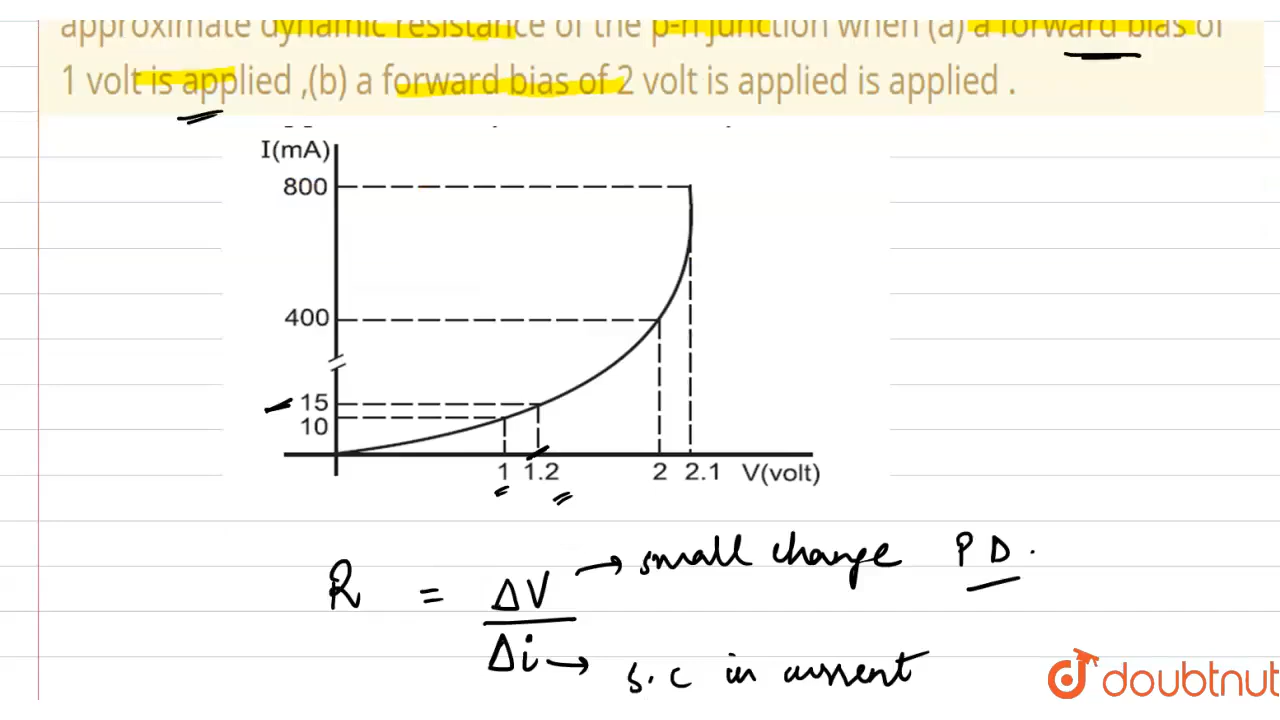 approximate dynamic resistance of the p-n junction when (a) a forward bias of
1 volt is applied ,(b) a forward bias of 2 volt is applied is applied .
I(mA)
800
400
15
10
1 1.2 2 2.1 V(volt)
R = ΔV → small change P D .
Δi → s.c in current
doubtnut